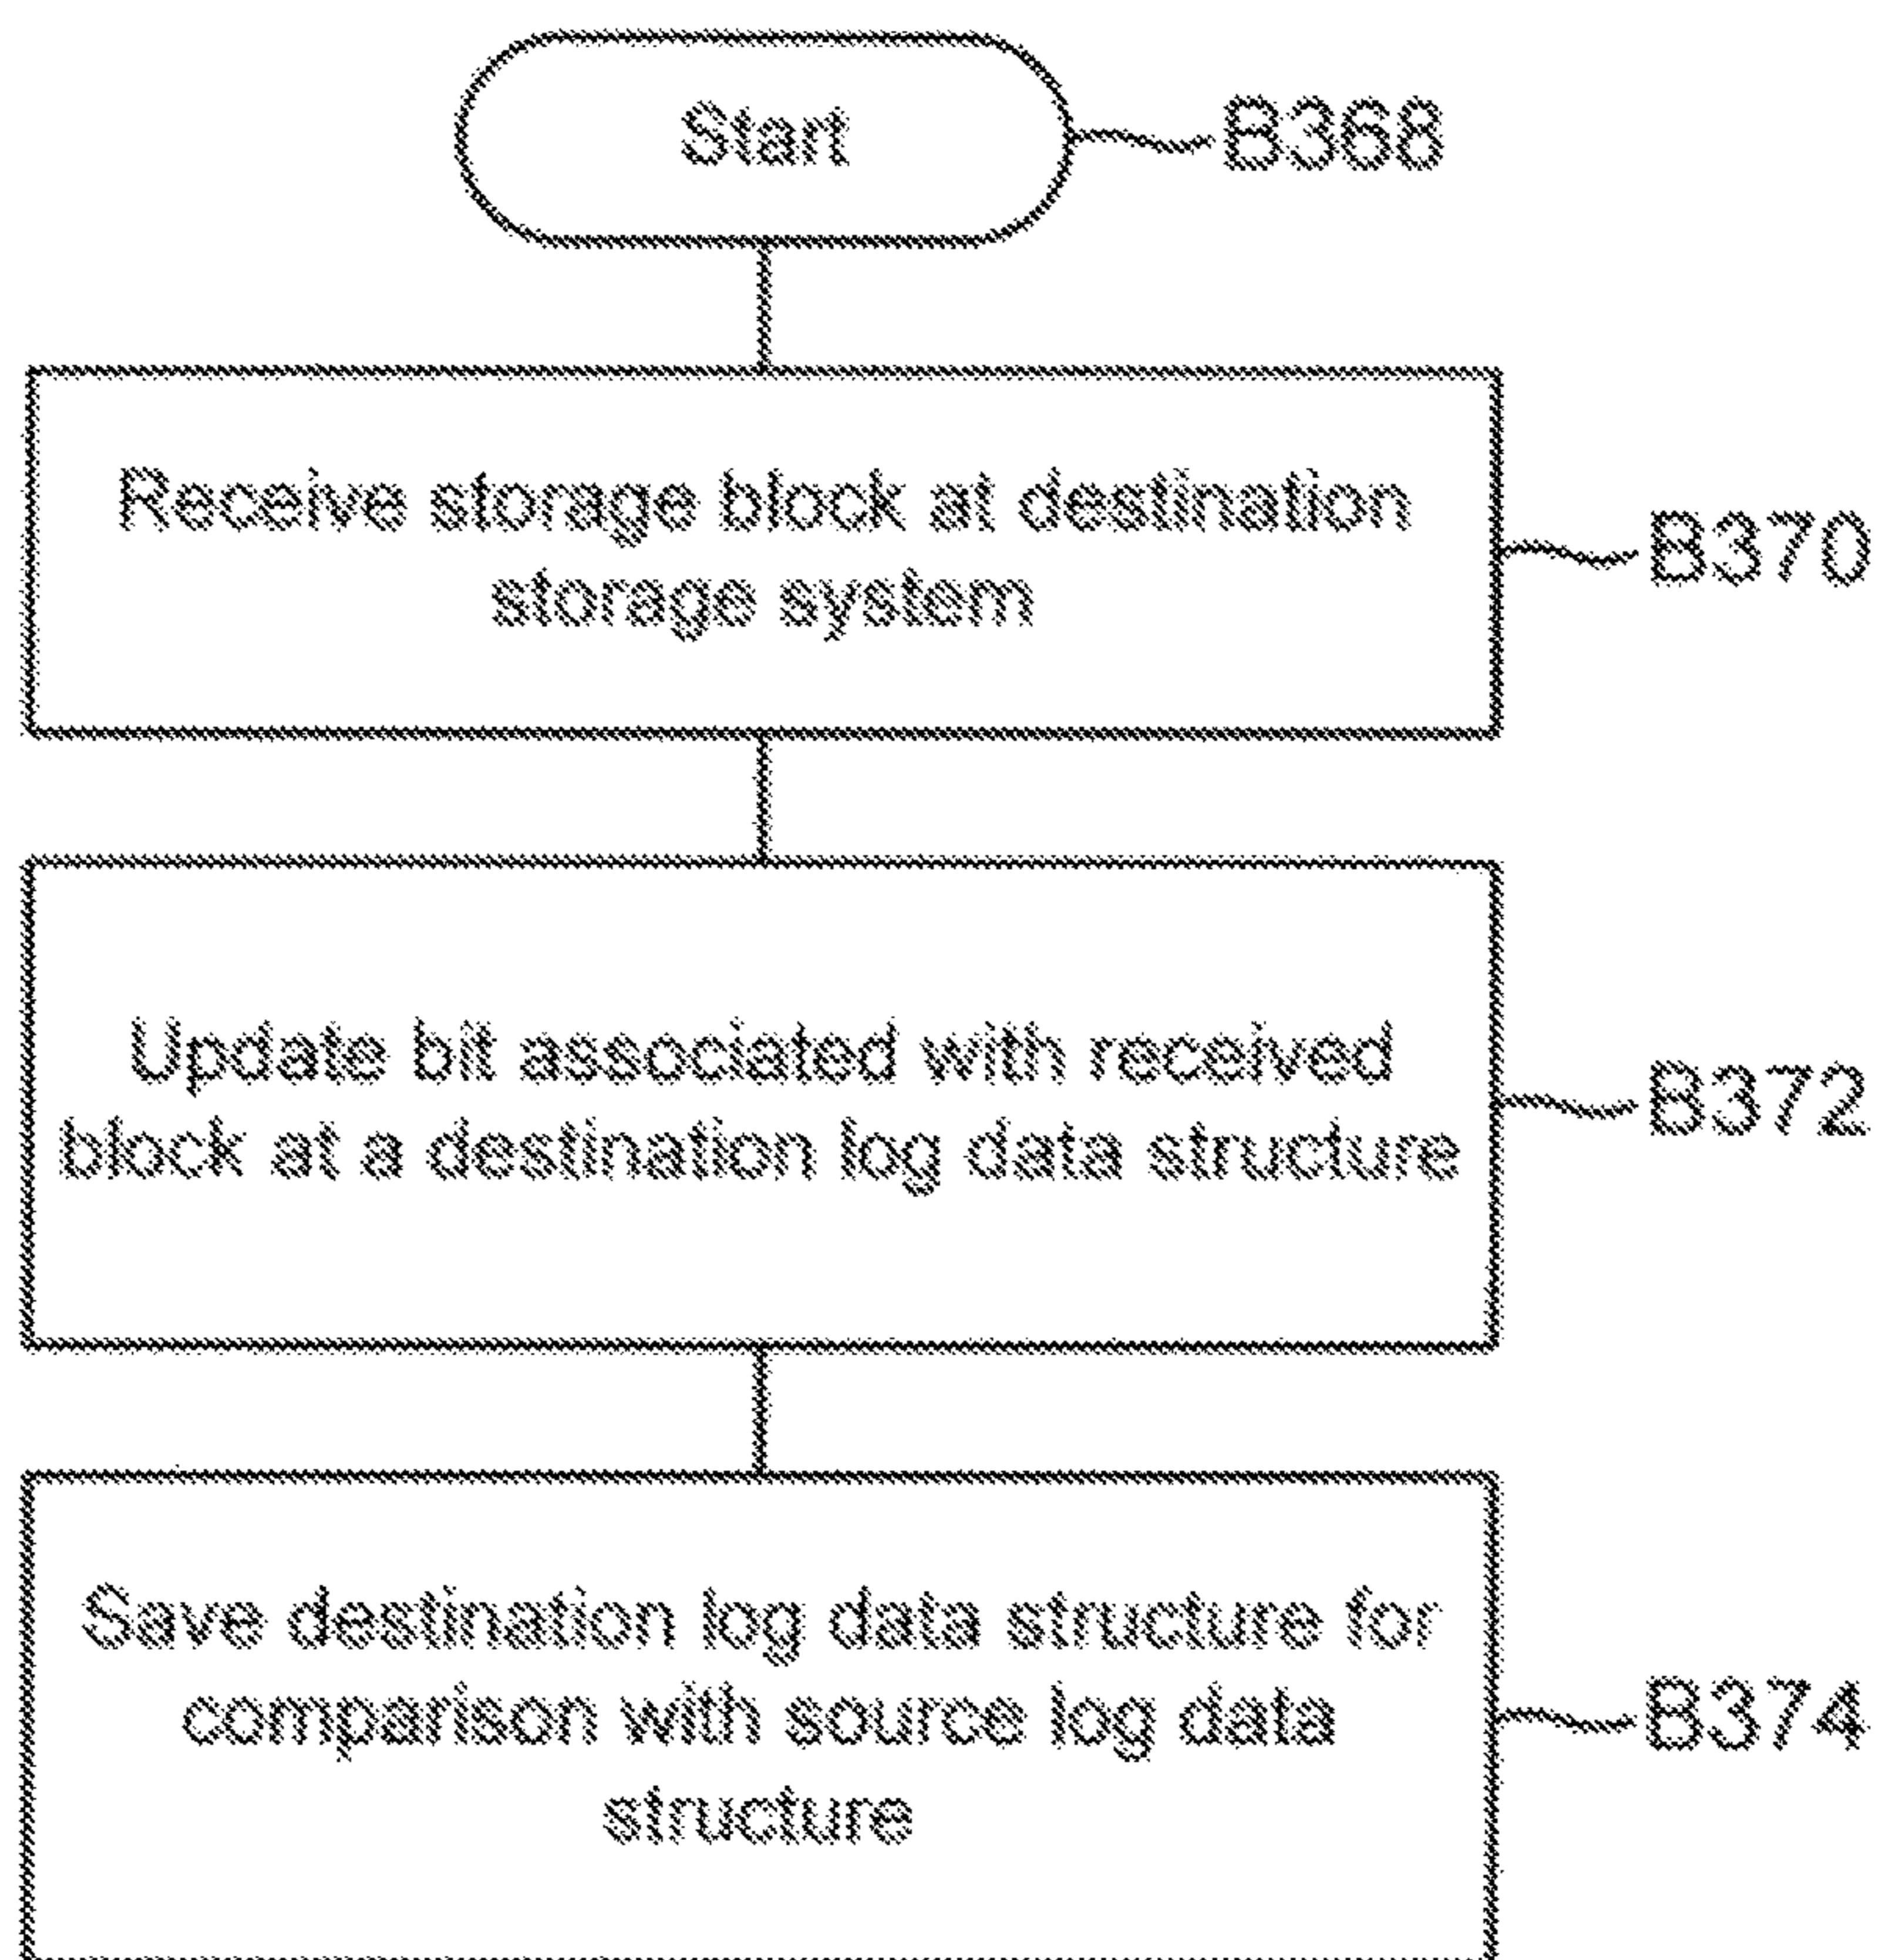 Start
B368
Receive storage block at destination
storage system
B370
Update bit associated with received
block at a destination log data structure
B372
Save destination log data structure for
comparison with source log data
structure
B374